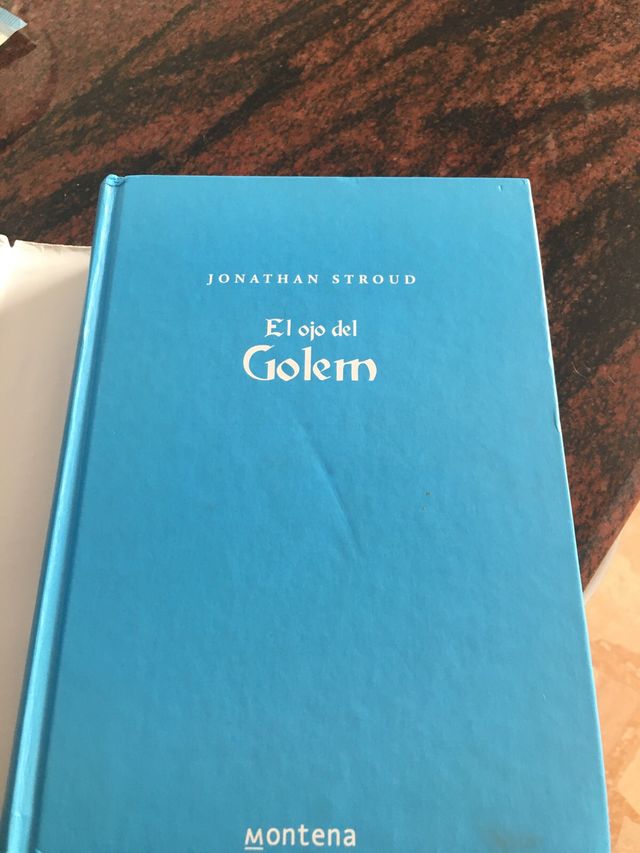 JONATHAN STROUD
El ojo del
Golem
Montena